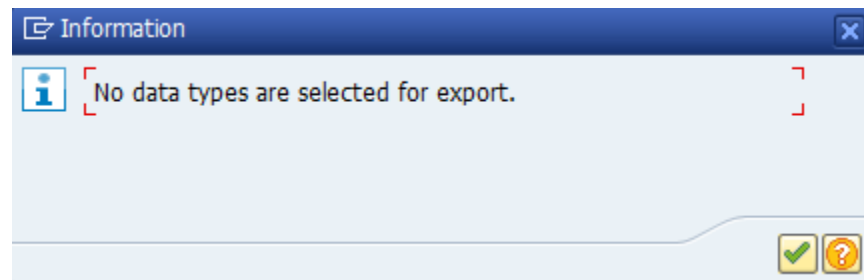 Information
No data types are selected for export.